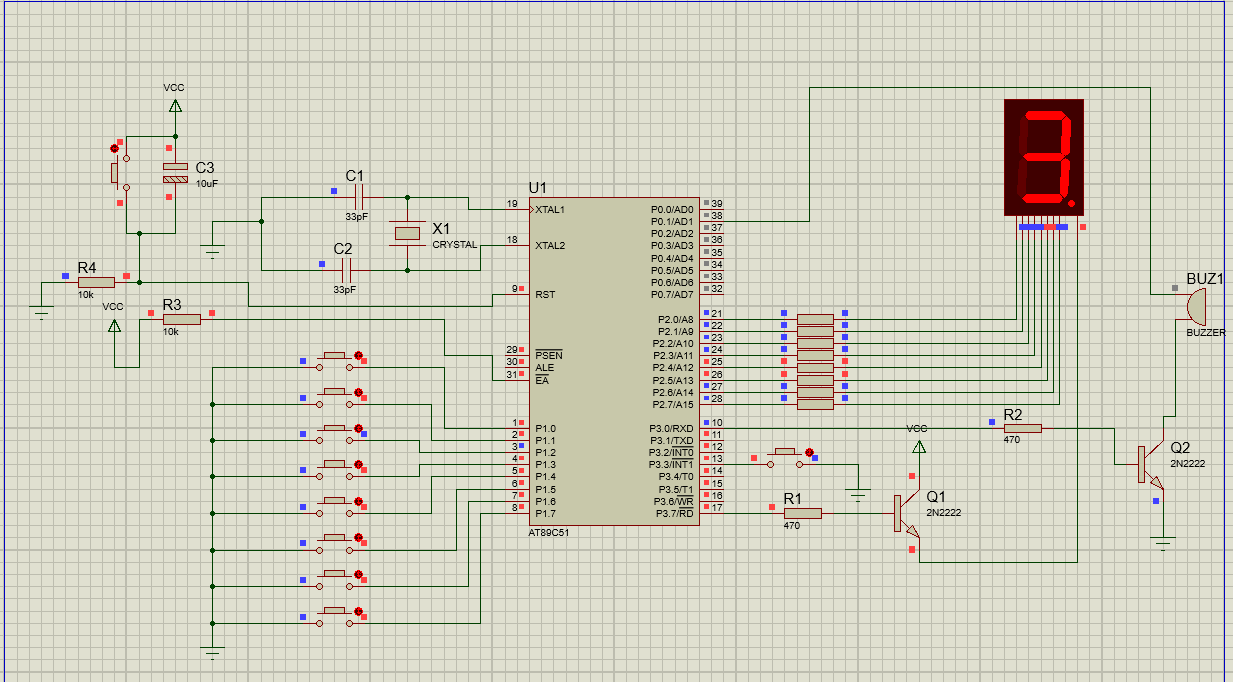 VCC
C3
10uF
R4
10k
VCC
R3
10k
C1
33pF
C2
33pF
X1
CRYSTAL
U1
19 XTAL1
18 XTAL2
9 RST
29 PSEN
30 ALE
31 EA
1 P1.0
2 P1.1
3 P1.2
4 P1.3
5 P1.4
6 P1.5
7 P1.6
8 P1.7
P0.0/AD0 39
P0.1/AD1 38
P0.2/AD2 37
P0.3/AD3 36
P0.4/AD4 35
P0.5/AD5 34
P0.6/AD6 33
P0.7/AD7 32
P2.0/A8 21
P2.1/A9 22
P2.2/A10 23
P2.3/A11 24
P2.4/A12 25
P2.5/A13 26
P2.6/A14 27
P2.7/A15 28
P3.0/RXD 10
P3.1/TXD 11
P3.2/INT0 12
P3.3/INT1 13
P3.4/T0 14
P3.5/T1 15
P3.6/WR 16
P3.7/RD 17
AT89C51
3.
BUZ1
BUZZER
R2
470
VCC
Q2
2N2222
R1
470
Q1
2N2222